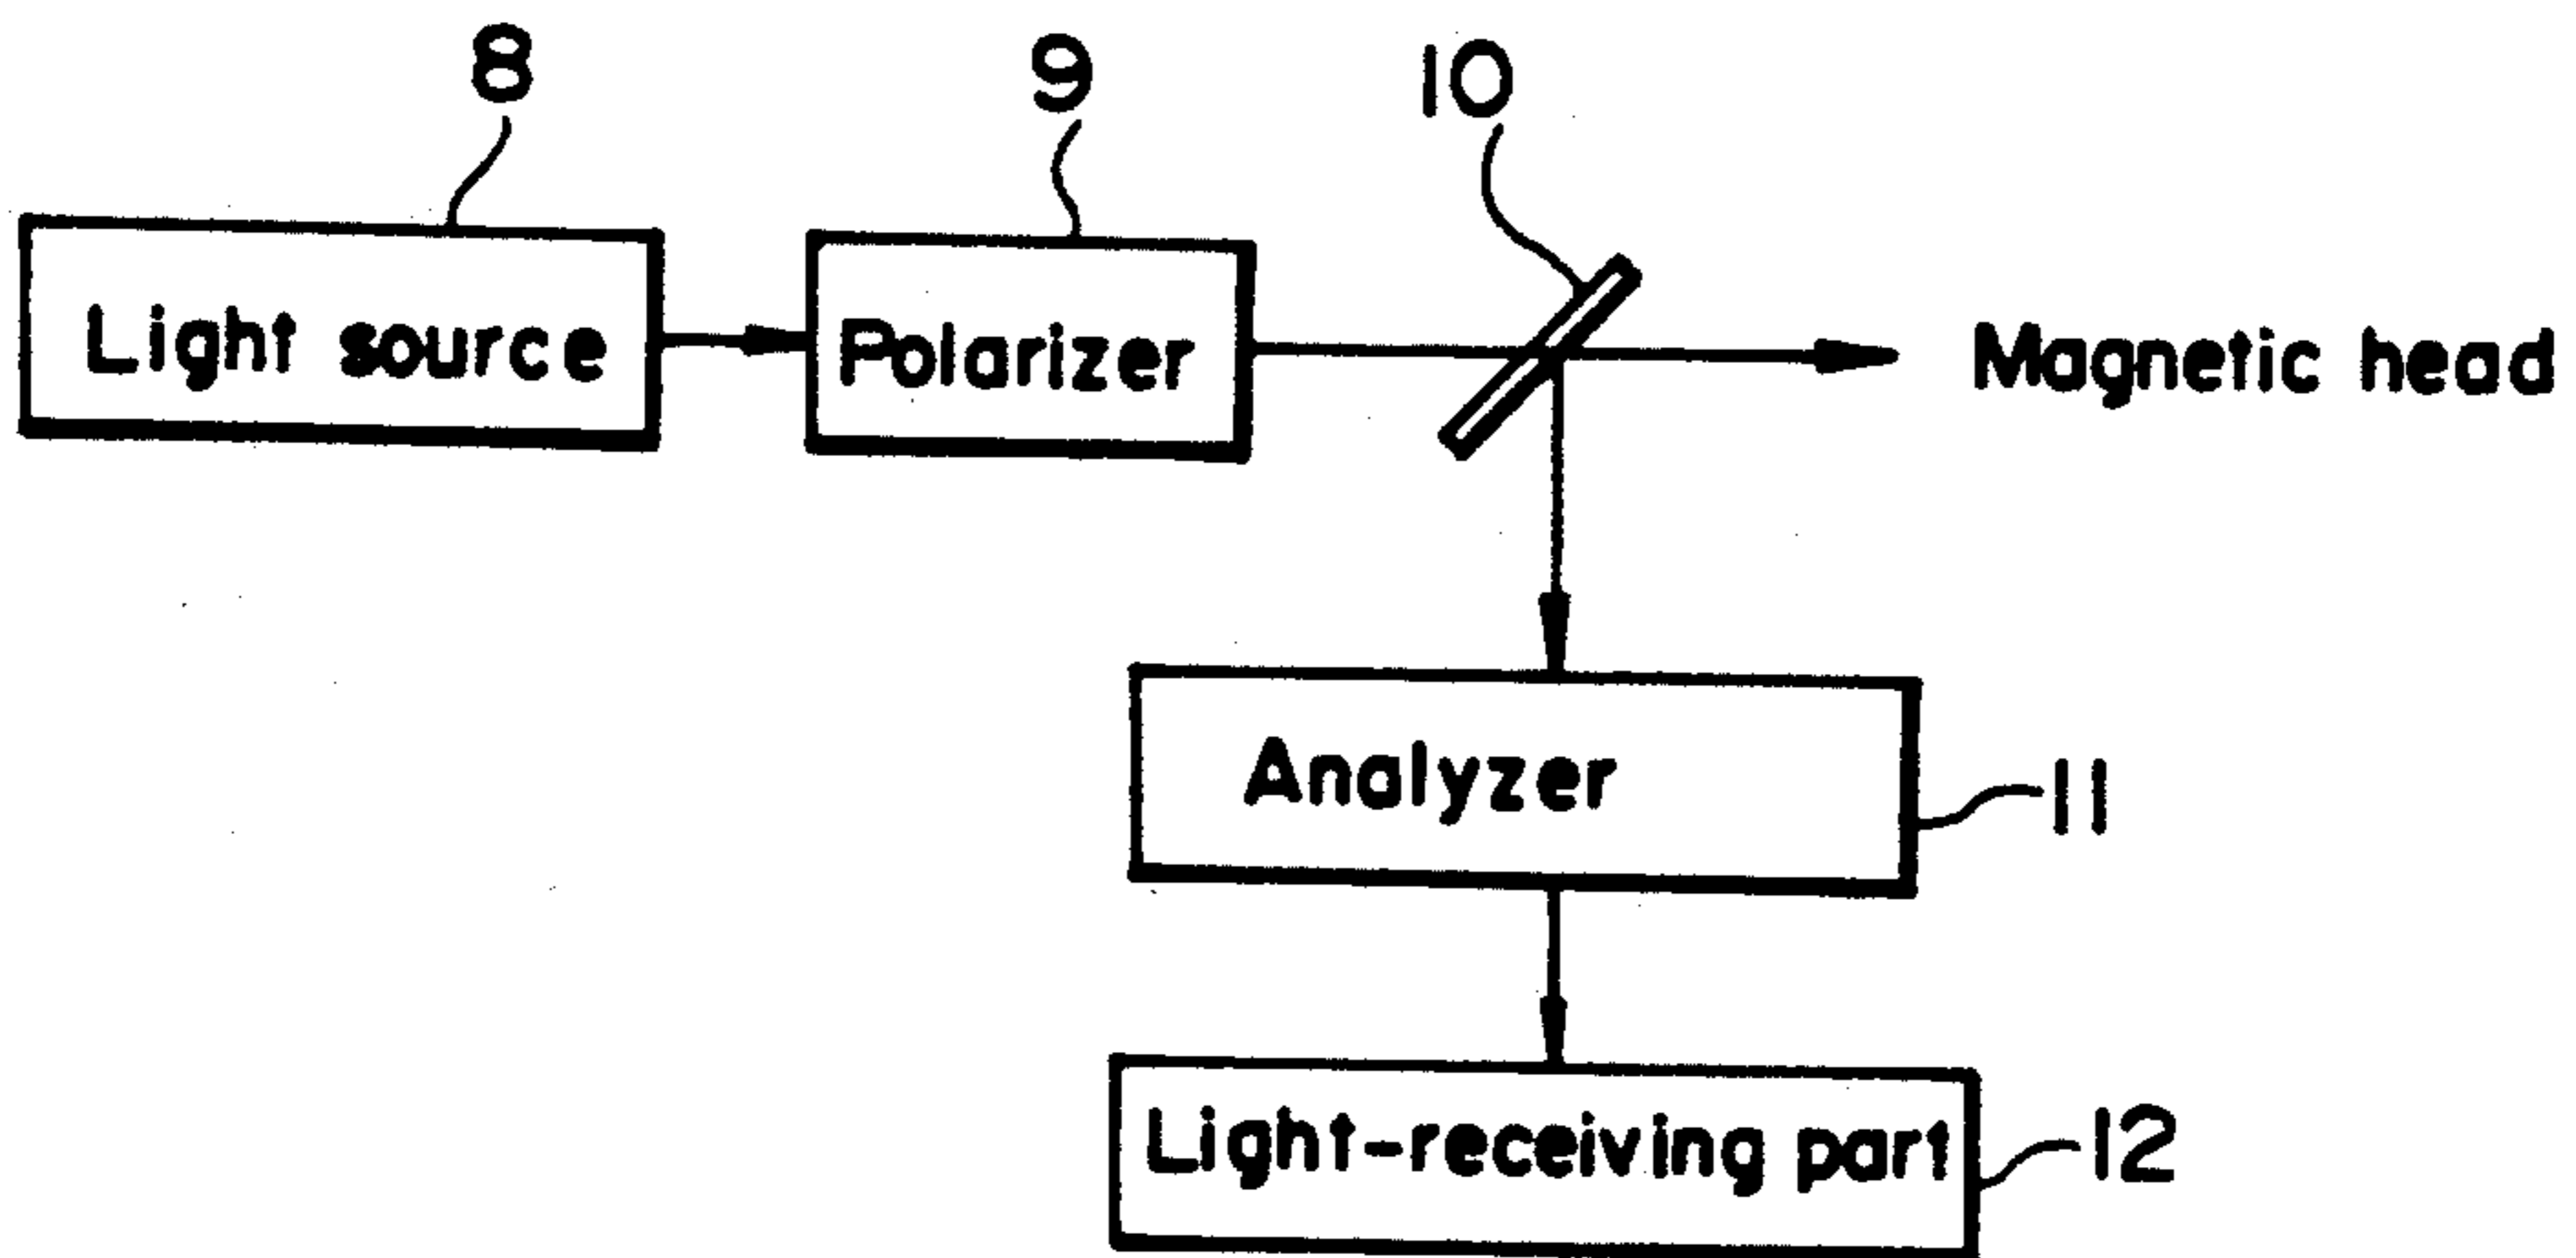 8
9
10
Light source
Polarizer
Magnetic head
Analyzer
11
Light-receiving part
12